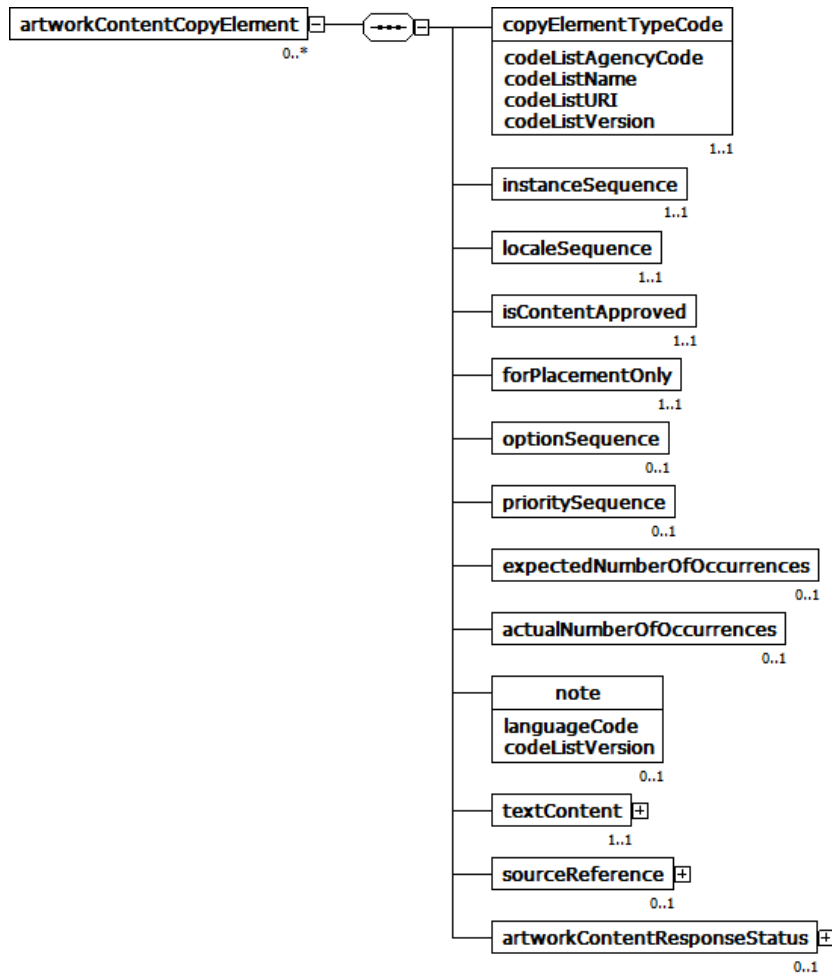 artworkContentCopyElement
0..*
copyElementTypeCode
codeListAgencyCode
codeListName
codeListURI
codeListVersion
1..1
instanceSequence
1..1
localeSequence
1..1
isContentApproved
1..1
forPlacementOnly
1..1
optionSequence
0..1
prioritySequence
0..1
expectedNumberOfOccurrences
0..1
actualNumberOfOccurrences
0..1
note
languageCode
codeListVersion
0..1
textContent
1..1
sourceReference
0..1
artworkContentResponseStatus
0..1